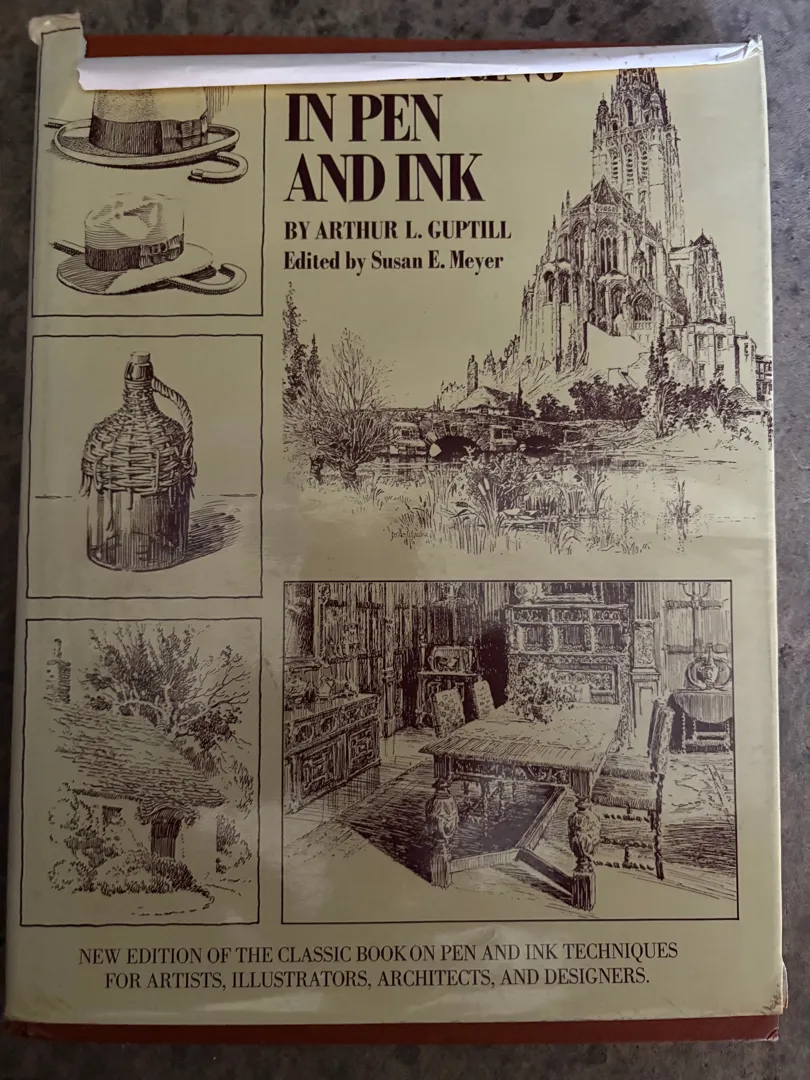 IN PEN
AND INK
BY ARTHUR L. GUPTILL
Edited by Susan E. Meyer
NEW EDITION OF THE CLASSIC BOOK ON PEN AND INK TECHNIQUES
FOR ARTISTS, ILLUSTRATORS, ARCHITECTS, AND DESIGNERS.